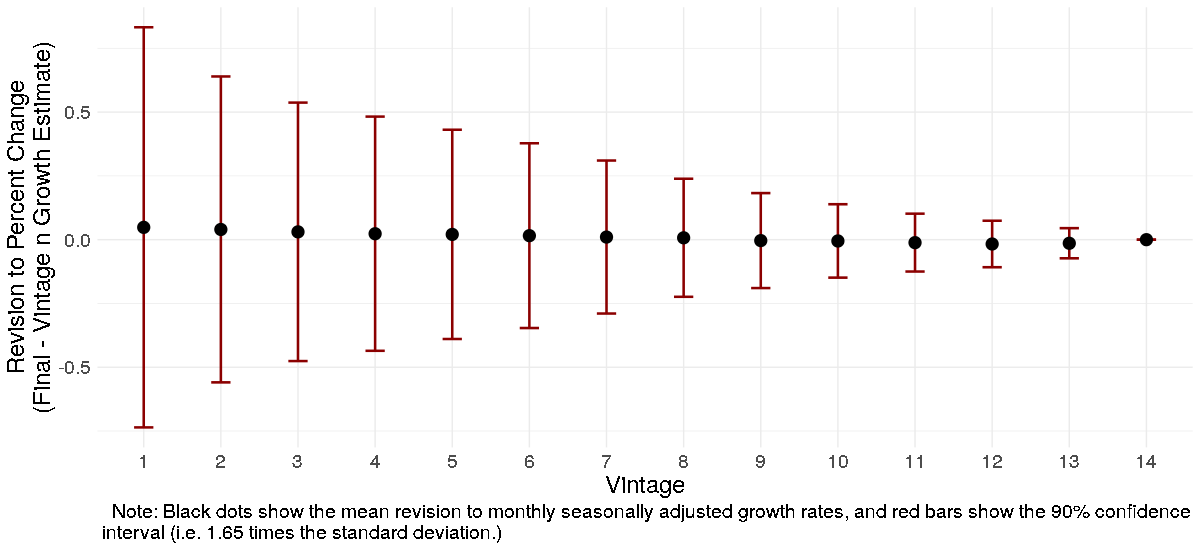 Revision to Percent Change
(Final - Vintage n Growth Estimate)
0.5
0.0
-0.5
1 2 3 4 5 6 7 8 9 10 11 12 13 14
Vintage
Note: Black dots show the mean revision to monthly seasonally adjusted growth rates, and red bars show the 90% confidence
interval (i.e. 1.65 times the standard deviation.)